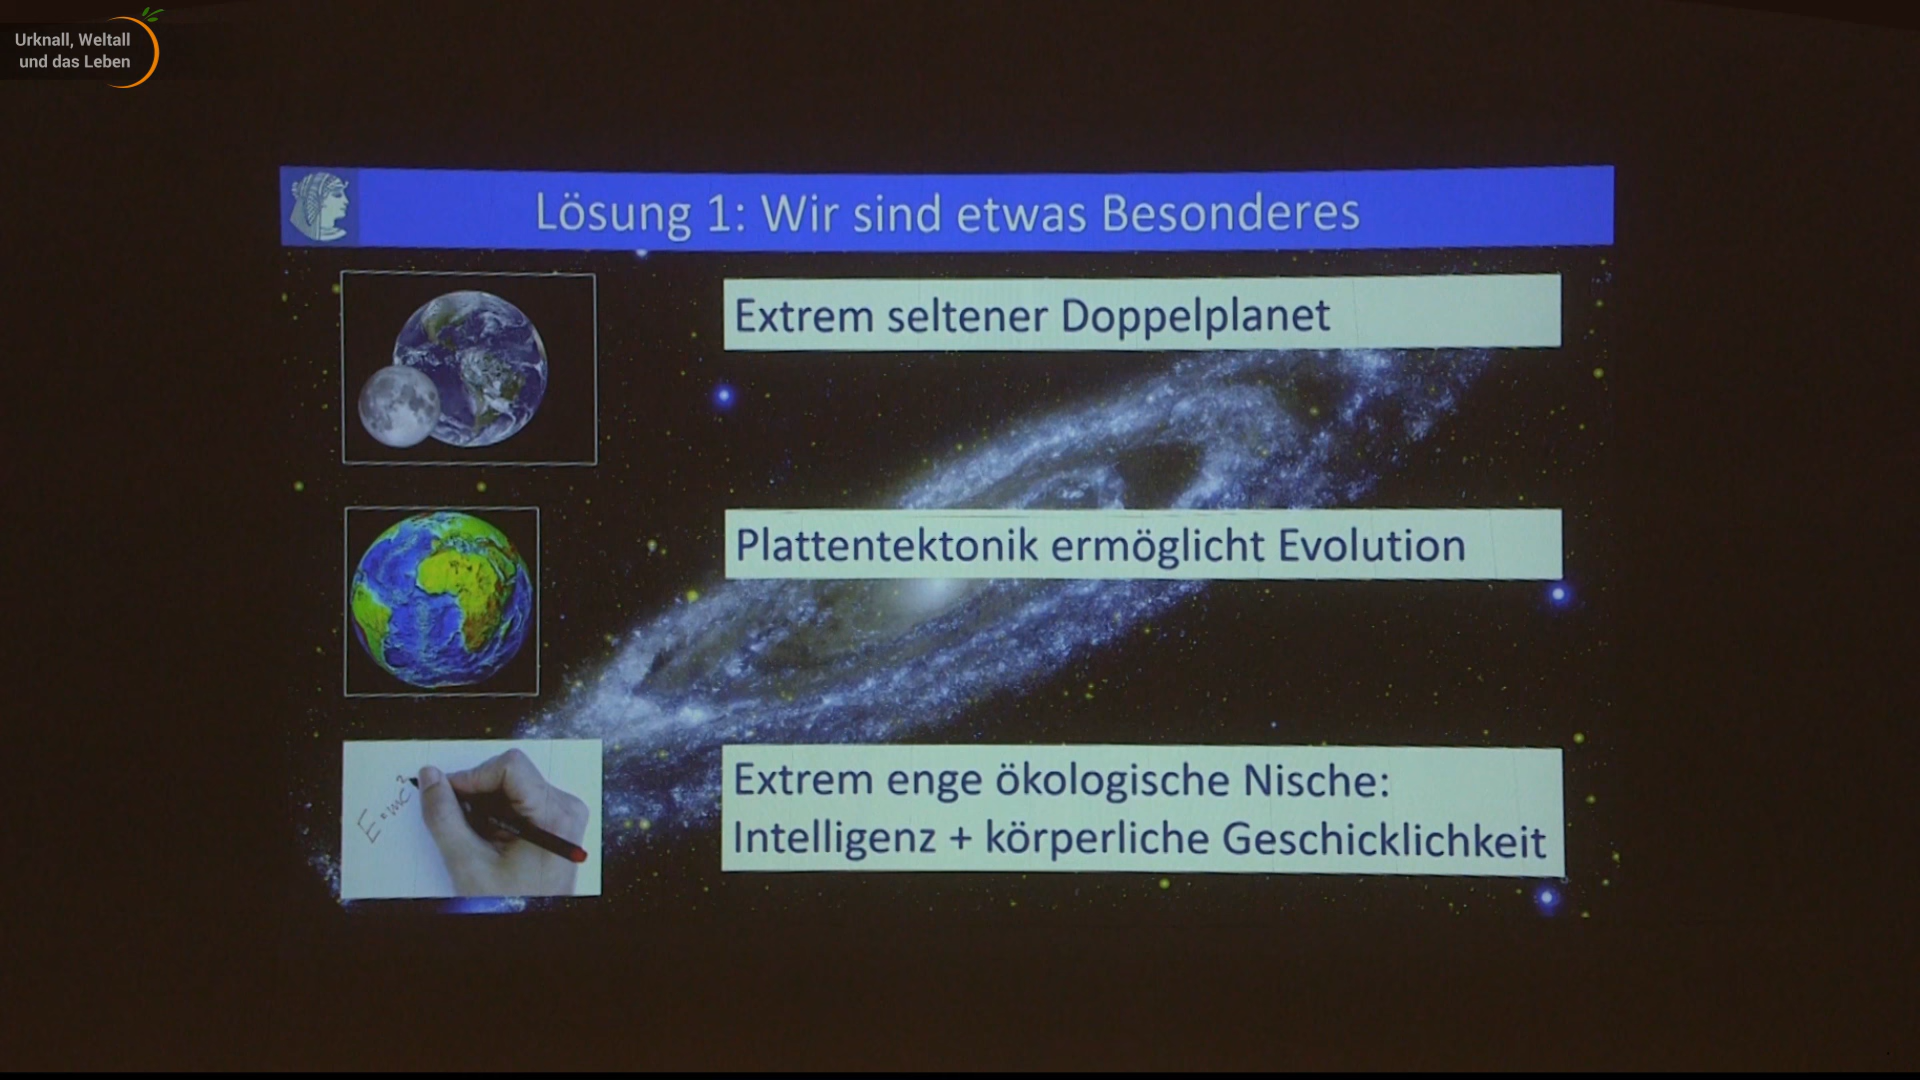 Urknall, Weltall
und das Leben
Lösung 1: Wir sind etwas Besonderes
Extrem seltener Doppelplanet
Plattentektonik ermöglicht Evolution
E=mc²
Extrem enge ökologische Nische:
Intelligenz + körperliche Geschicklichkeit